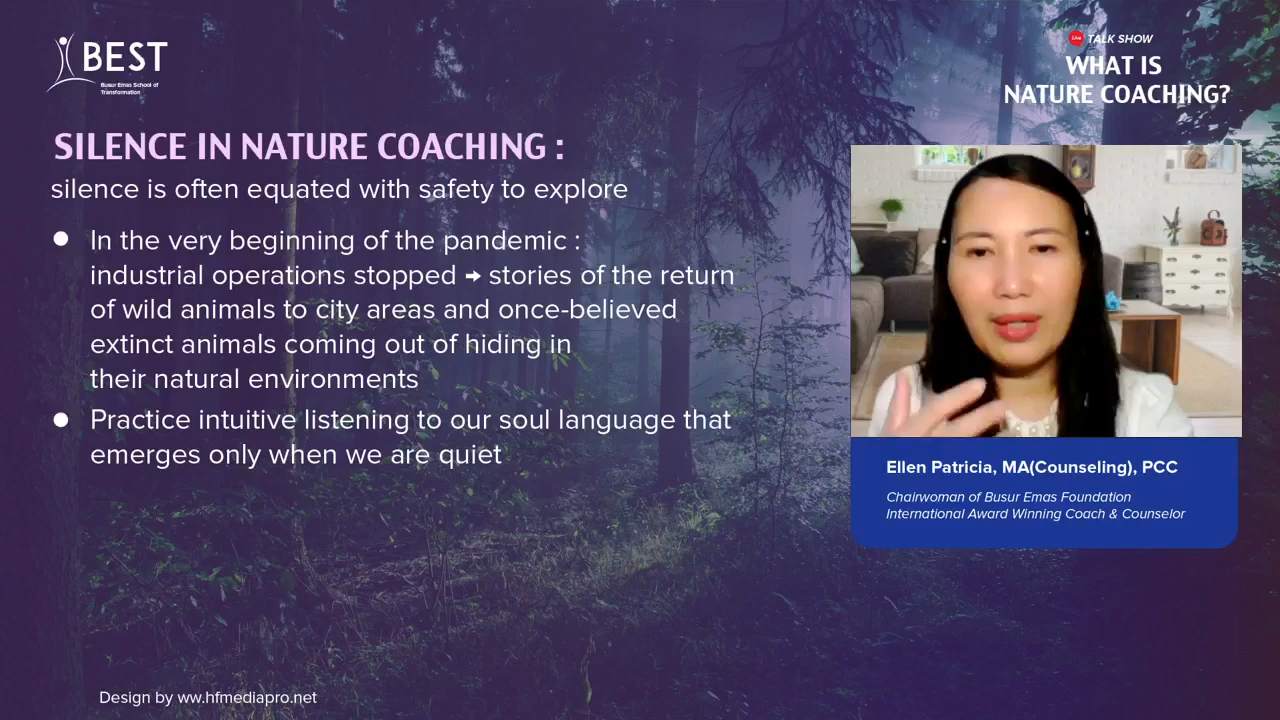 BEST
Busur Emas School of
Transformation
Live TALK SHOW
WHAT IS
NATURE COACHING?
SILENCE IN NATURE COACHING :
silence is often equated with safety to explore
● In the very beginning of the pandemic :
industrial operations stopped → stories of the return
of wild animals to city areas and once-believed
extinct animals coming out of hiding in
their natural environments
● Practice intuitive listening to our soul language that
emerges only when we are quiet
Ellen Patricia, MA(Counseling), PCC
Chairwoman of Busur Emas Foundation
International Award Winning Coach & Counselor
Design by ww.hfmediapro.net